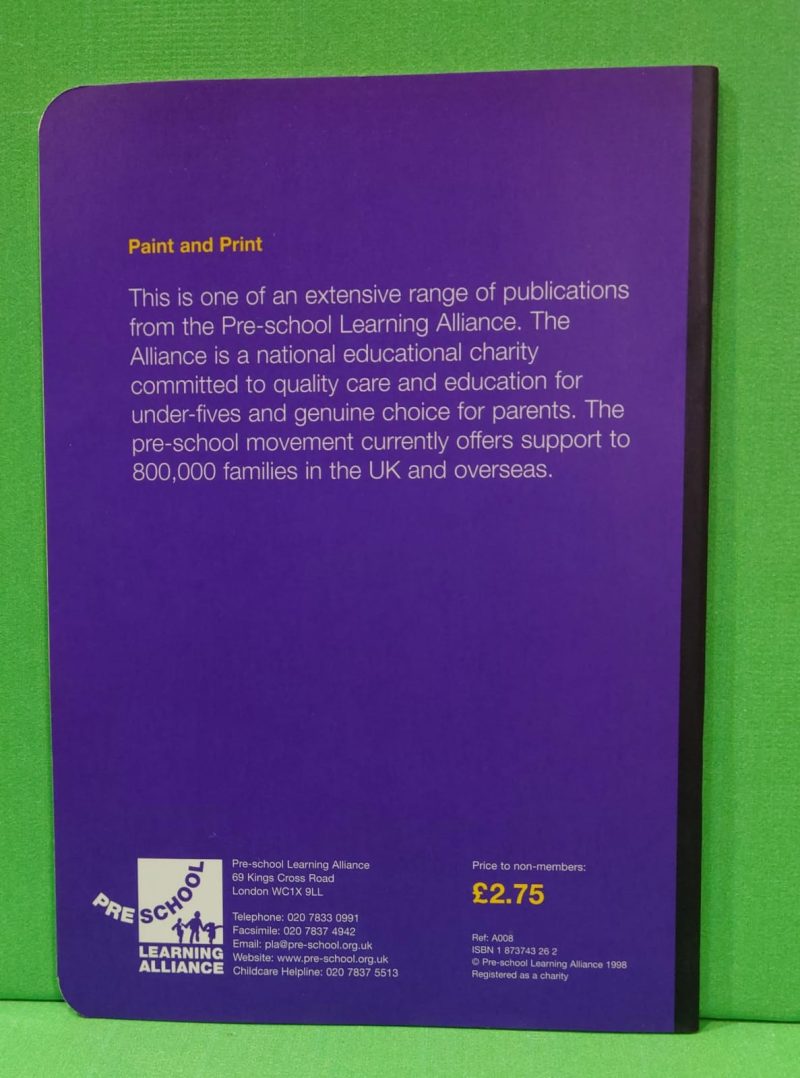 Paint and Print
This is one of an extensive range of publications
from the Pre-school Learning Alliance. The
Alliance is a national educational charity
committed to quality care and education for
under-fives and genuine choice for parents. The
pre-school movement currently offers support to
800,000 families in the UK and overseas.
PRE SCHOOL
LEARNING
ALLIANCE
Pre-school Learning Alliance
69 Kings Cross Road
London WC1X 9LL
Telephone: 020 7833 0991
Facsimile: 020 7837 4942
Email: pla@pre-school.org.uk
Website: www.pre-school.org.uk
Childcare Helpline: 020 7837 5513
Price to non-members:
£2.75
Ref: A008
ISBN 1 873743 26 2
© Pre-school Learning Alliance 1998
Registered as a charity